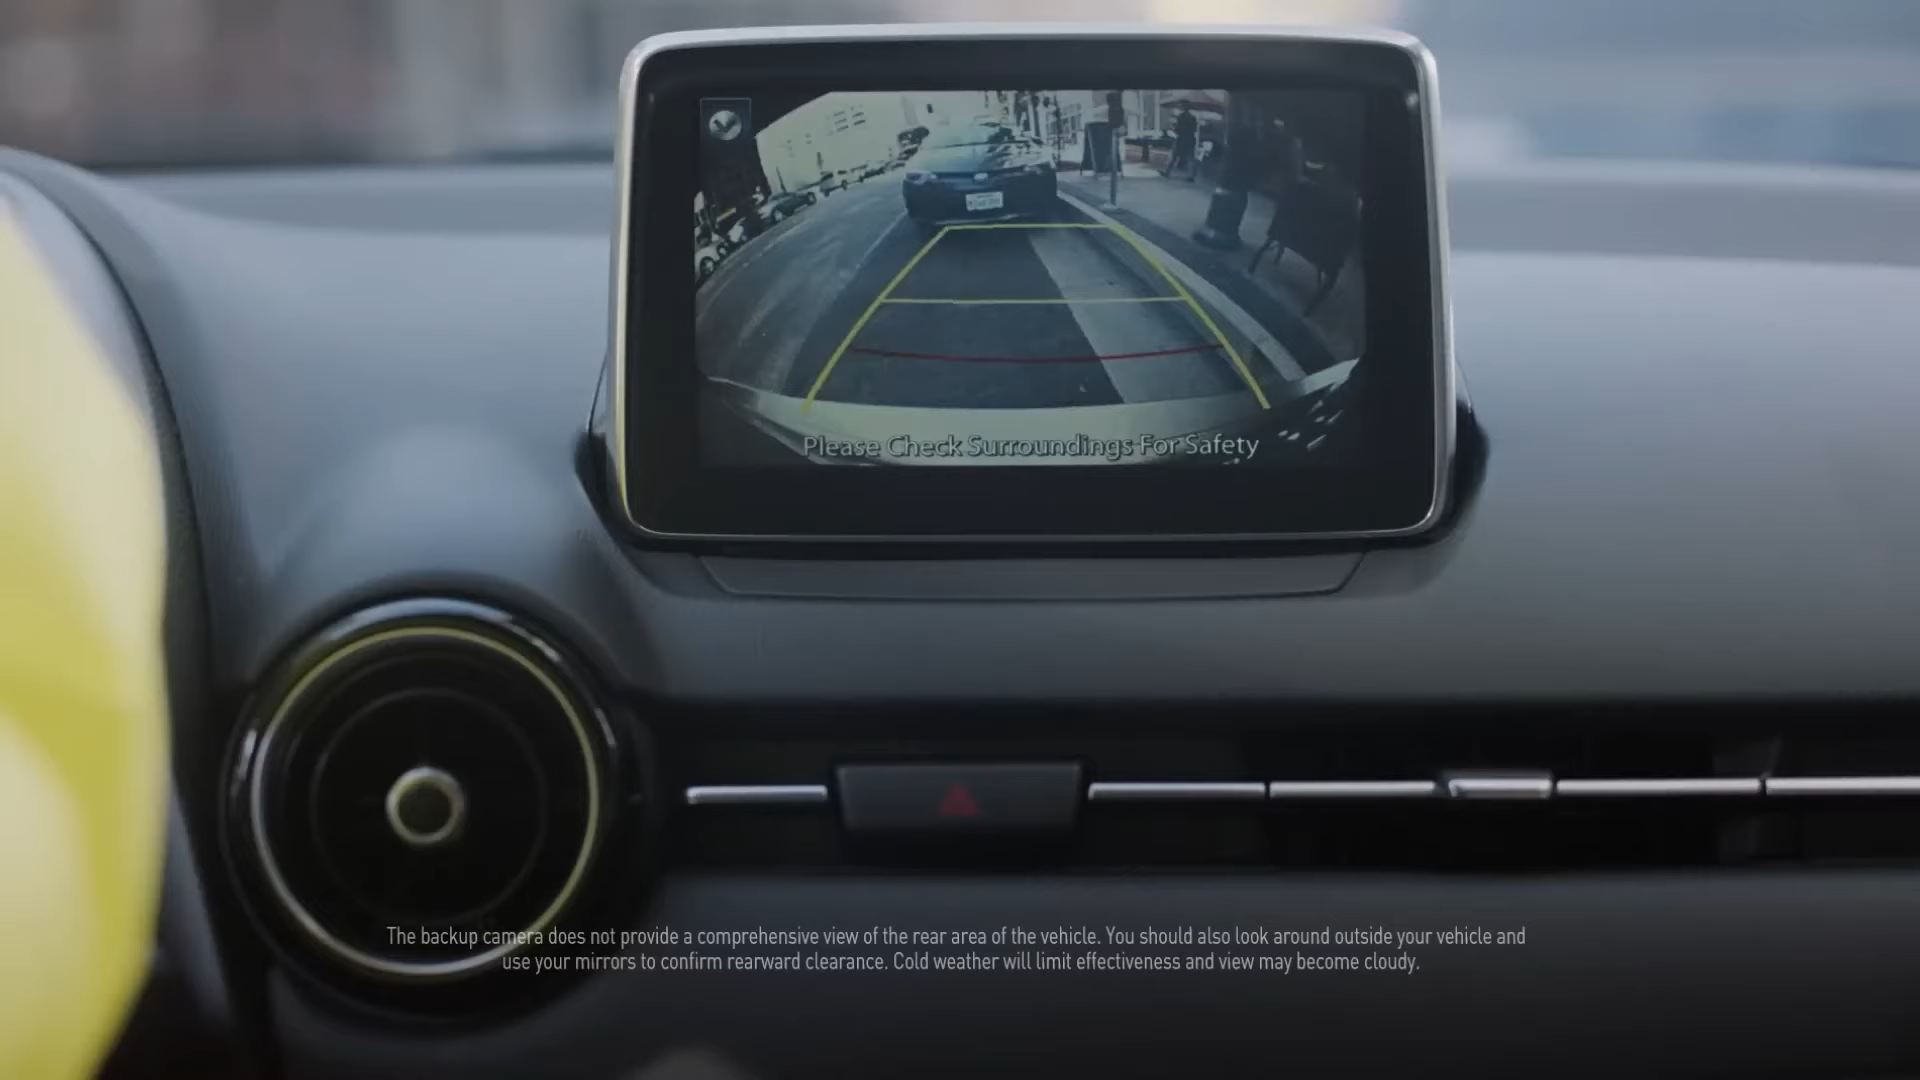 Please Check Surroundings For Safety
The backup camera does not provide a comprehensive view of the rear area of the vehicle. You should also look around outside your vehicle and
use your mirrors to confirm rearward clearance. Cold weather will limit effectiveness and view may become cloudy.